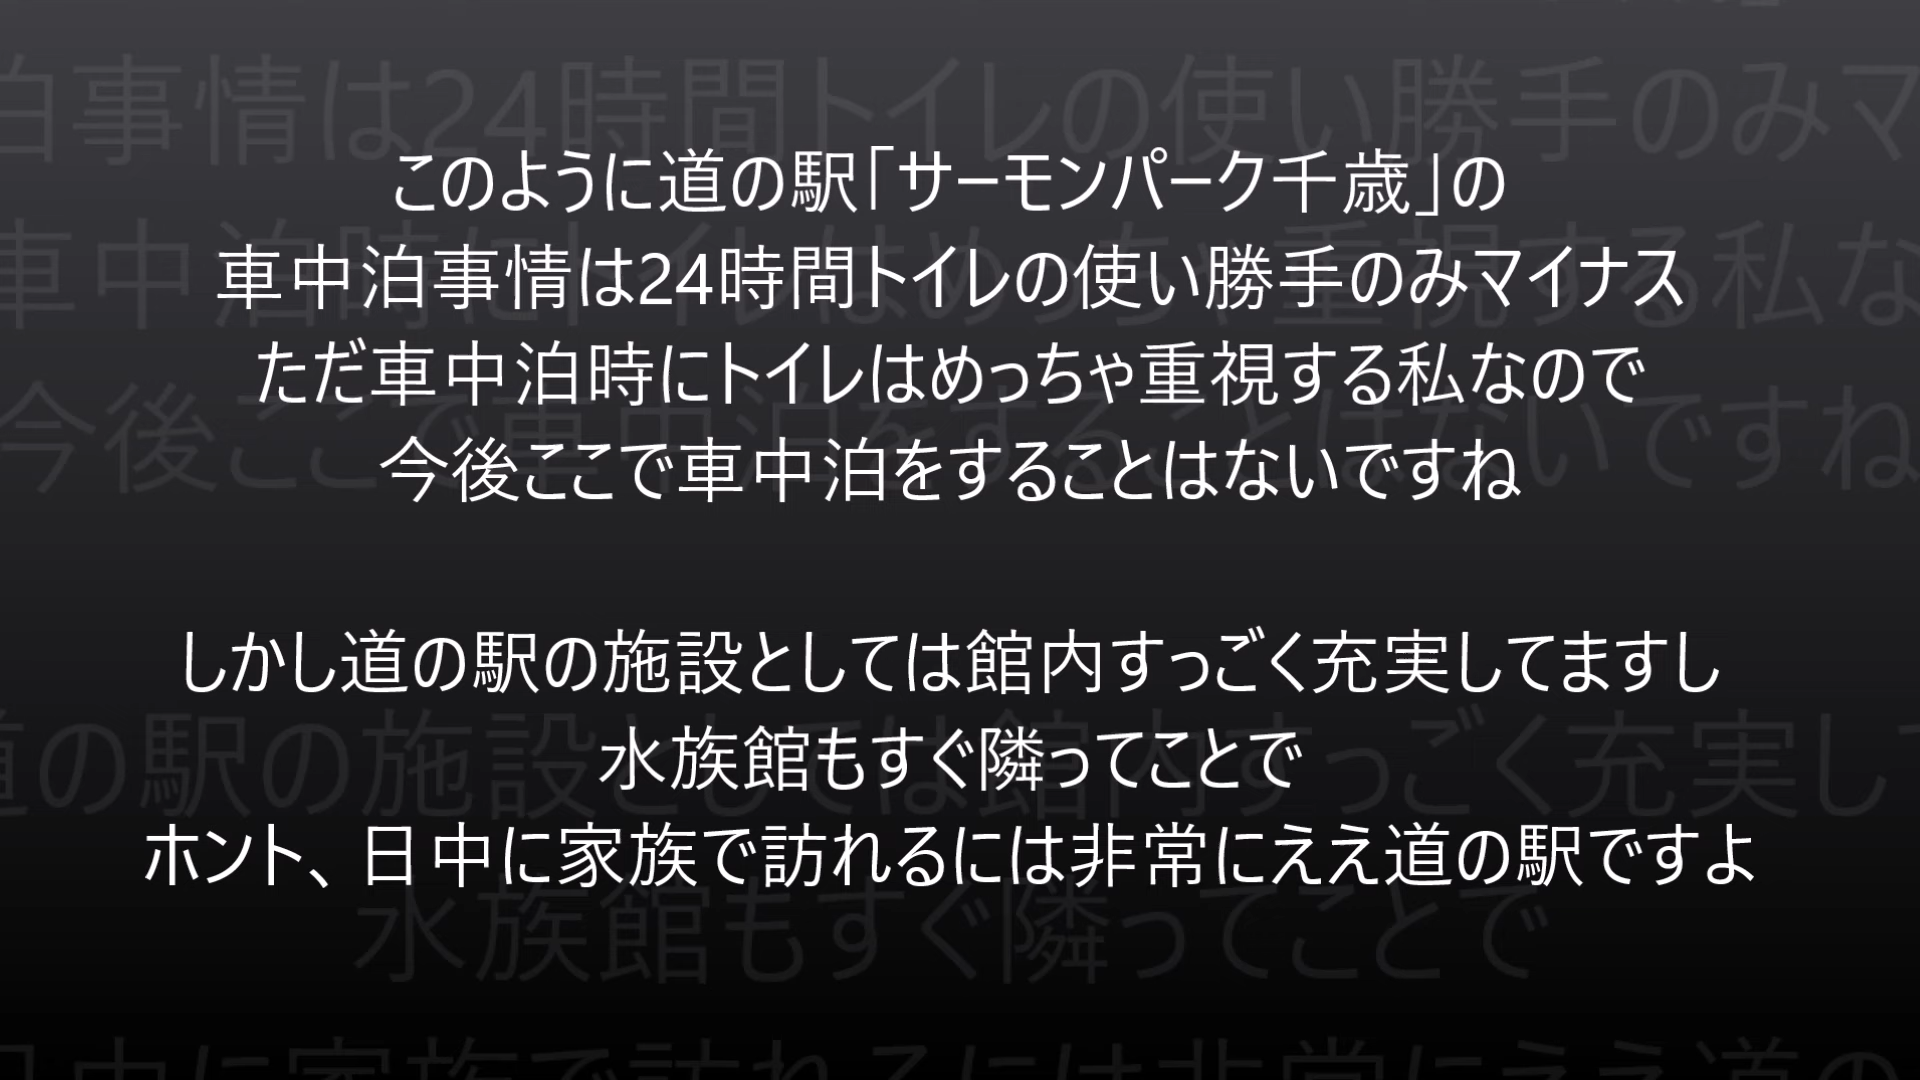 このように道の駅「サーモンパーク千歳」の
車中泊事情は24時間トイレの使い勝手のみマイナス
ただ車中泊時にトイレはめっちゃ重視する私なので
今後ここで車中泊をすることはないですね
しかし道の駅の施設としては館内すっごく充実してますし
水族館もすぐ隣ってことで
ホント、日中に家族で訪れるには非常にええ道の駅ですよ